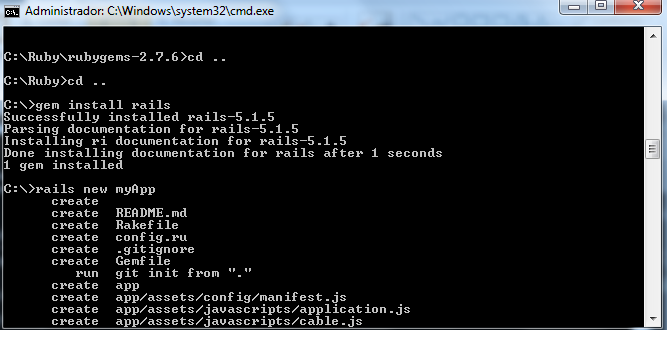 Administrador: C:\Windows\system32\cmd.exe
C:\Ruby\rubygems-2.7.6>cd ..
C:\Ruby>cd ..
C:\>gem install rails
Successfully installed rails-5.1.5
Parsing documentation for rails-5.1.5
Installing ri documentation for rails-5.1.5
Done installing documentation for rails after 1 seconds
1 gem installed
C:\>rails new myApp
create
create README.md
create Rakefile
create config.ru
create .gitignore
create Gemfile
run git init from "."
create app
create app/assets/config/manifest.js
create app/assets/javascripts/application.js
create app/assets/javascripts/cable.js